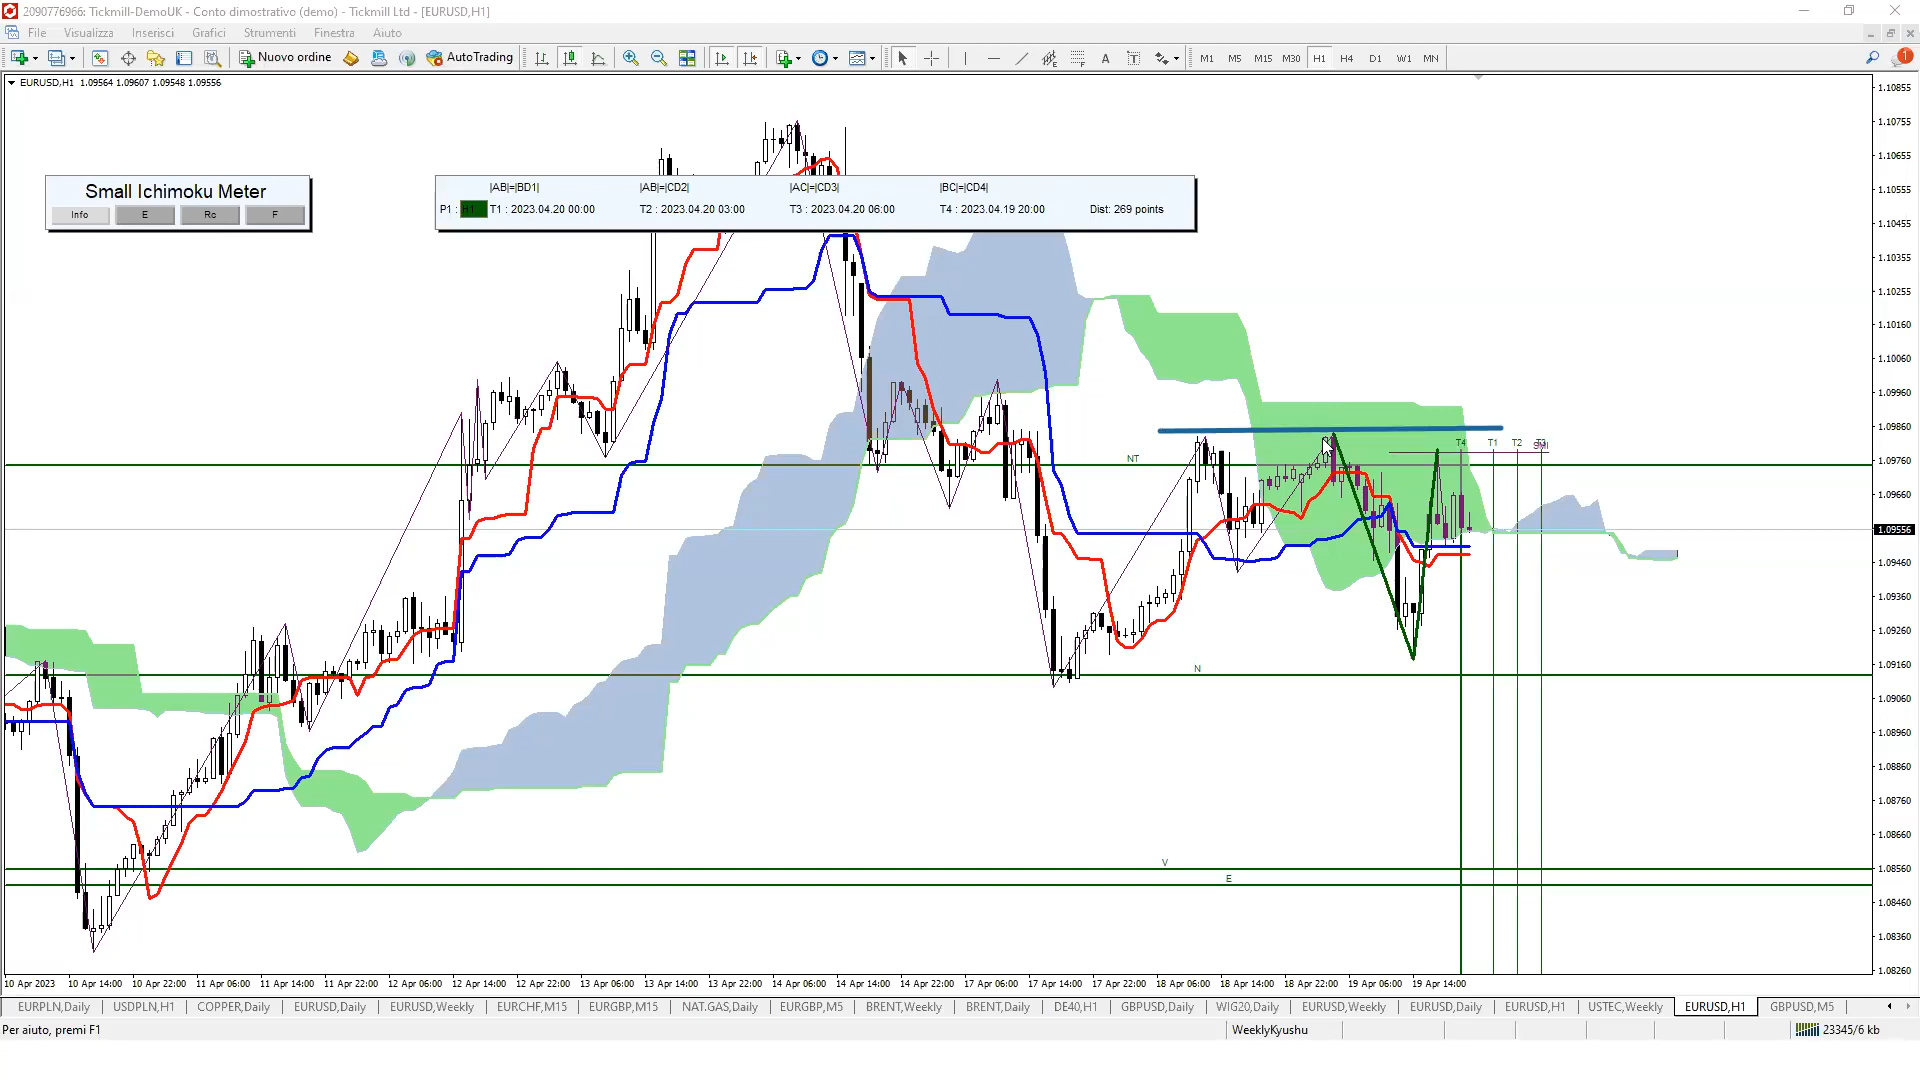 2090776966: Tickmill-DemoUK - Conto dimostrativo (demo) - Tickmill Ltd - [EURUSD,H1]
File Visualizza Inserisci Grafici Strumenti Finestra Aiuto
Nuovo ordine AutoTrading A T M1 M5 M15 M30 H1 H4 D1 W1 MN 1
EURUSD,H1 1.09564 1.09607 1.09548 1.09556
Small Ichimoku Meter
Info E Rc F
|AB|=|BD1| |AB|=|CD2| |AC|=|CD3| |BC|=|CD4|
P1 : H1 T1 : 2023.04.20 00:00 T2 : 2023.04.20 03:00 T3 : 2023.04.20 06:00 T4 : 2023.04.19 20:00 Dist: 269 points
1.10855
1.10755
1.10655
1.10555
1.10455
1.10355
1.10255
1.10160
1.10060
1.09960
1.09860
1.09760
1.09660
1.09556
1.09460
1.09360
1.09260
1.09160
1.09060
1.08960
1.08860
1.08760
1.08660
1.08560
1.08460
1.08360
1.08260
T4 T1 T2 T3
NT
N
V
E
10 Apr 2023 10 Apr 14:00 10 Apr 22:00 11 Apr 06:00 11 Apr 14:00 11 Apr 22:00 12 Apr 06:00 12 Apr 14:00 12 Apr 22:00 13 Apr 06:00 13 Apr 14:00 13 Apr 22:00 14 Apr 06:00 14 Apr 14:00 14 Apr 22:00 17 Apr 06:00 17 Apr 14:00 17 Apr 22:00 18 Apr 06:00 18 Apr 14:00 18 Apr 22:00 19 Apr 06:00 19 Apr 14:00
EURPLN,Daily USDPLN,H1 COPPER,Daily EURUSD,Daily EURUSD,Weekly EURCHF,M15 EURGBP,M15 NAT.GAS,Daily EURGBP,M5 BRENT,Weekly BRENT,Daily DE40,H1 GBPUSD,Daily WIG20,Daily EURUSD,Weekly EURUSD,Daily EURUSD,H1 USTEC,Weekly EURUSD,H1 GBPUSD,M5
Per aiuto, premi F1 WeeklyKyushu 23345/6 kb